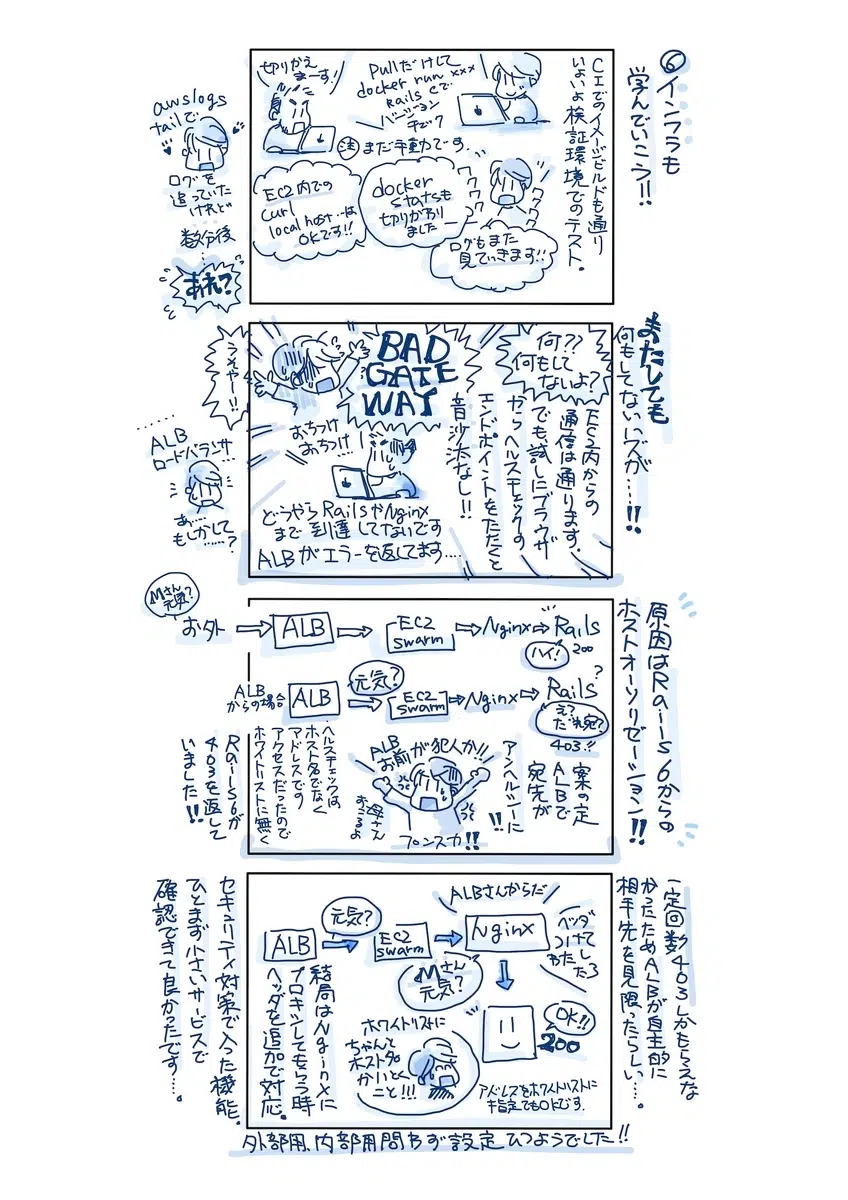 ⑥インフラも
学んでいこう!!
CIでのイメージビルドも通り
いよいよ検証環境でのテスト.
Pullだけして
docker run xxx
Rails cで
バージョン
チェック
切りかえ
まーす!
注 まだ手動力です.
ワクワク
ワクワク
docker
statsも
切り替わり
ました
EC2内での
curl
localhost…は
OKです!!
ログもまた
見ていきます!!
awslogs
tailで
ログを
追っていた
けれど
数分後
…
あれ?
またしても
何もしてないハズが……!!
何??
何もして
ないよ?
BAD
GATE
WAY
EC2内からの
通信は通ります.
でも試しにブラウザ
からヘルスチェックの
エンドポイントをたたくと
音沙汰なし!!
おちつけ
おちつけ…
どうやらRailsやNginx
まで到達してないです
ALBがエラーを返してます….
うぎゃー!!
……
ALB
ロードバランサ
…
あ….
もしかして
……?
原因はRails6からの
ホストオーソリゼーション!!
Mさん
元気?
お外
ALB
EC2
swarm
Nginx
Rails
ハイ!
200
ALB
からの場合
ALB
元気?
EC2
swarm
Nginx
Rails
?
え?
だれ宛?
403?
案の定
ALBで
宛先が
アンヘルシーに
!!
ALB
お前が犯人か!!
母さん
おこるよ
プンスカ!!
ヘルスチェックは
ホスト名でなく
アドレスでの
アクセスだったので
ホワイトリストに無く
Rails6が
403を返して
いました!!
一定回数403しかもらえな
かったためALBが自主的に
相手先を見限ったらしい….
ALBさんからだ
元気?
ALB
EC2
swarm
Nginx
ヘッダ
つけて
わたした3
Mさん
元気?
OK!!
200
ホワイトリストに
ちゃんと
ホスト名
かいとく
こと!!!
アドレスをホワイトリストに
指定でもOKです.
結局はNginxに
プロキシしてもらう時
ヘッダを追加で対応.
セキュリティ対策で入った機能.
ひとまず小さいサービスで
確認できて良かったです….
外部用、内部用問わず設定ひつようでした!!